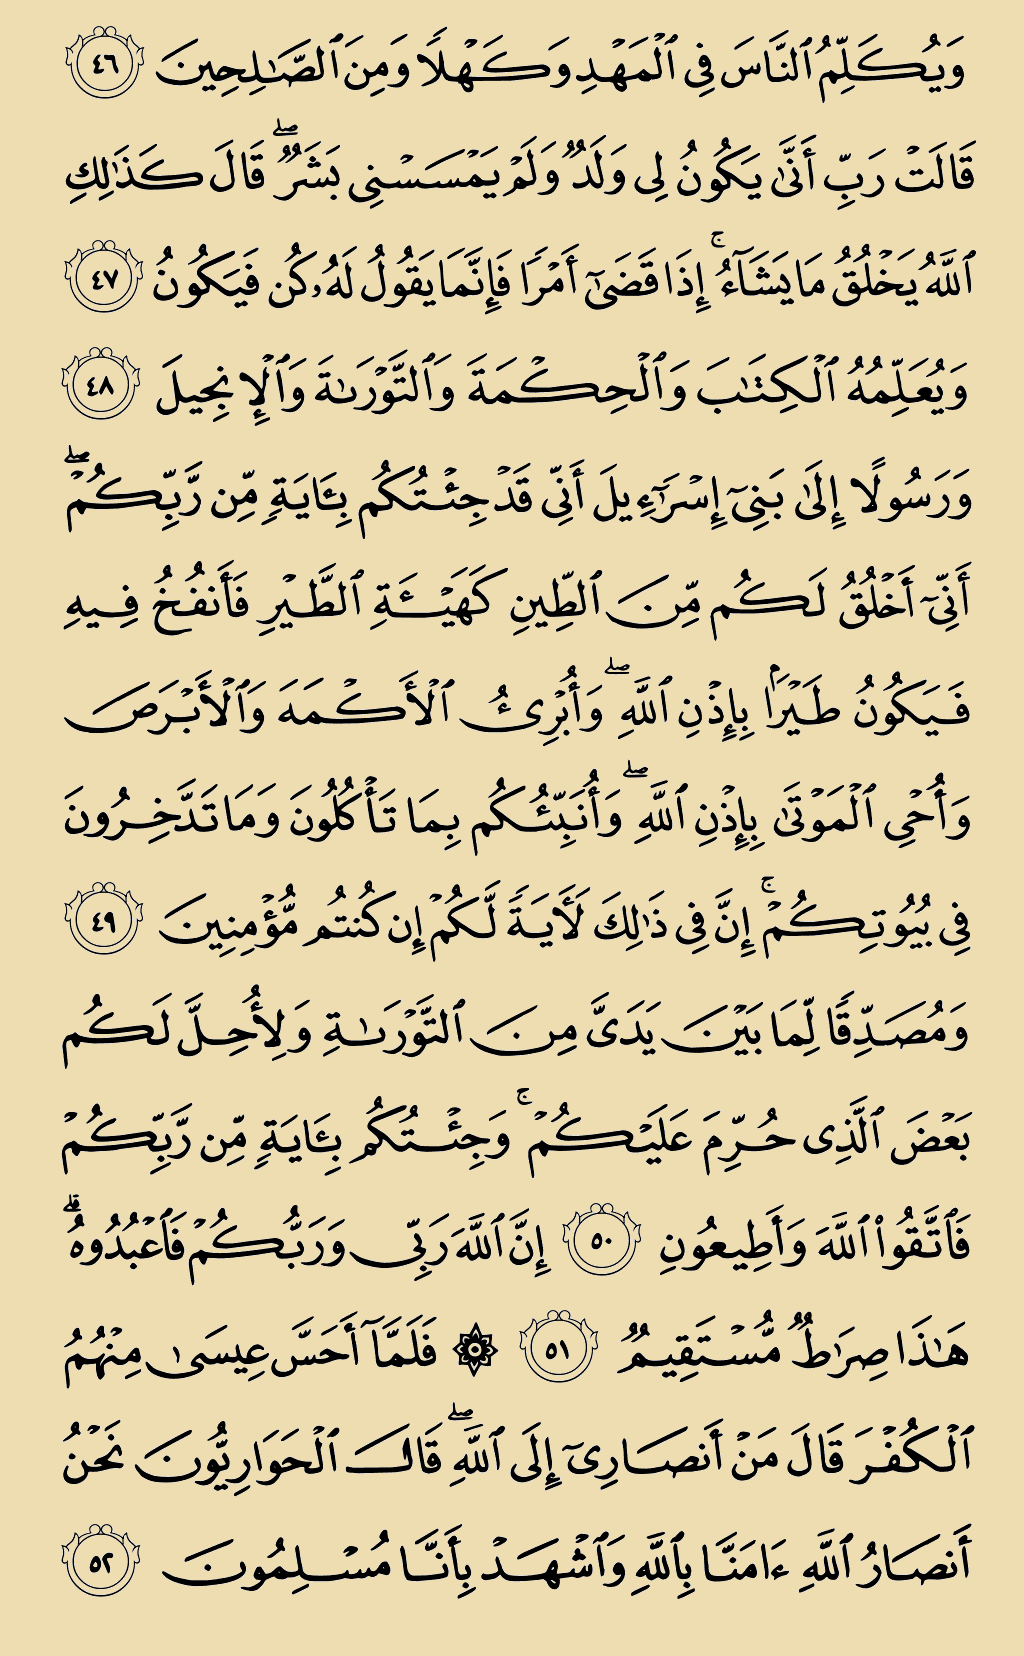 وَيُكَلِّمُ ٱلنَّاسَ فِي ٱلۡمَهۡدِ وَكَهۡلٗا وَمِنَ ٱلصَّٰلِحِينَ ٤٦
قَالَتۡ رَبِّ أَنَّىٰ يَكُونُ لِي وَلَدٞ وَلَمۡ يَمۡسَسۡنِي بَشَرٞۖ قَالَ كَذَٰلِكِ
ٱللَّهُ يَخۡلُقُ مَا يَشَآءُۚ إِذَا قَضَىٰٓ أَمۡرٗا فَإِنَّمَا يَقُولُ لَهُۥ كُن فَيَكُونُ ٤٧
وَيُعَلِّمُهُ ٱلۡكِتَٰبَ وَٱلۡحِكۡمَةَ وَٱلتَّوۡرَىٰةَ وَٱلۡإِنجِيلَ ٤٨
وَرَسُولًا إِلَىٰ بَنِيٓ إِسۡرَٰٓءِيلَ أَنِّي قَدۡ جِئۡتُكُم بِـَٔايَةٖ مِّن رَّبِّكُمۡۖ
أَنِّيٓ أَخۡلُقُ لَكُم مِّنَ ٱلطِّينِ كَهَيۡـَٔةِ ٱلطَّيۡرِ فَأَنفُخُ فِيهِ
فَيَكُونُ طَيۡرَۢا بِإِذۡنِ ٱللَّهِۖ وَأُبۡرِئُ ٱلۡأَكۡمَهَ وَٱلۡأَبۡرَصَ
وَأُحۡيِ ٱلۡمَوۡتَىٰ بِإِذۡنِ ٱللَّهِۖ وَأُنَبِّئُكُم بِمَا تَأۡكُلُونَ وَمَا تَدَّخِرُونَ
فِي بُيُوتِكُمۡۚ إِنَّ فِي ذَٰلِكَ لَأٓيَةٗ لَّكُمۡ إِن كُنتُم مُّؤۡمِنِينَ ٤٩
وَمُصَدِّقٗا لِّمَا بَيۡنَ يَدَيَّ مِنَ ٱلتَّوۡرَىٰةِ وَلِأُحِلَّ لَكُم
بَعۡضَ ٱلَّذِي حُرِّمَ عَلَيۡكُمۡۚ وَجِئۡتُكُم بِـَٔايَةٖ مِّن رَّبِّكُمۡ
فَٱتَّقُواْ ٱللَّهَ وَأَطِيعُونِ ٥٠ إِنَّ ٱللَّهَ رَبِّي وَرَبُّكُمۡ فَٱعۡبُدُوهُۗ
هَٰذَا صِرَٰطٞ مُّسۡتَقِيمٞ ٥١ ۞ فَلَمَّآ أَحَسَّ عِيسَىٰ مِنۡهُمُ
ٱلۡكُفۡرَ قَالَ مَنۡ أَنصَارِيٓ إِلَى ٱللَّهِۖ قَالَ ٱلۡحَوَارِيُّونَ نَحۡنُ
أَنصَارُ ٱللَّهِ ءَامَنَّا بِٱللَّهِ وَٱشۡهَدۡ بِأَنَّا مُسۡلِمُونَ ٥٢